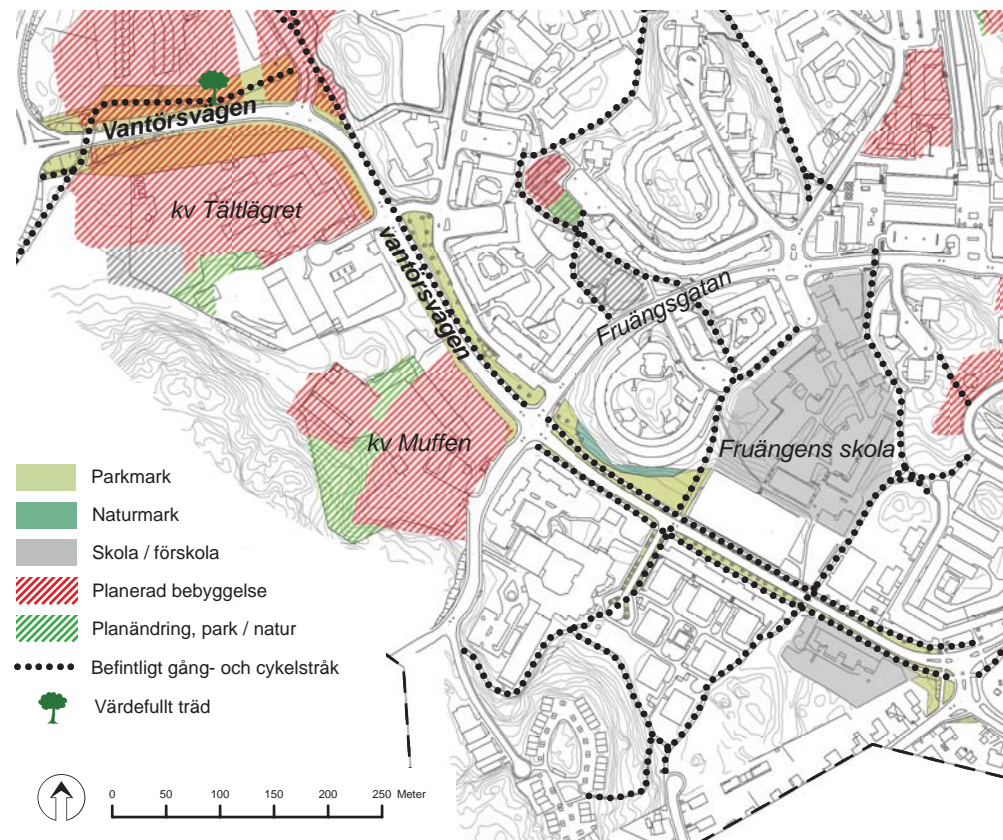 Vantörsvägen
kv Tältlägret
vantörsvägen
Fruängsgatan
kv Muffen
Fruängens skola
Parkmark
Naturmark
Skola / förskola
Planerad bebyggelse
Planändring, park / natur
Befintligt gång- och cykelstråk
Värdefullt träd
0 50 100 150 200 250 Meter